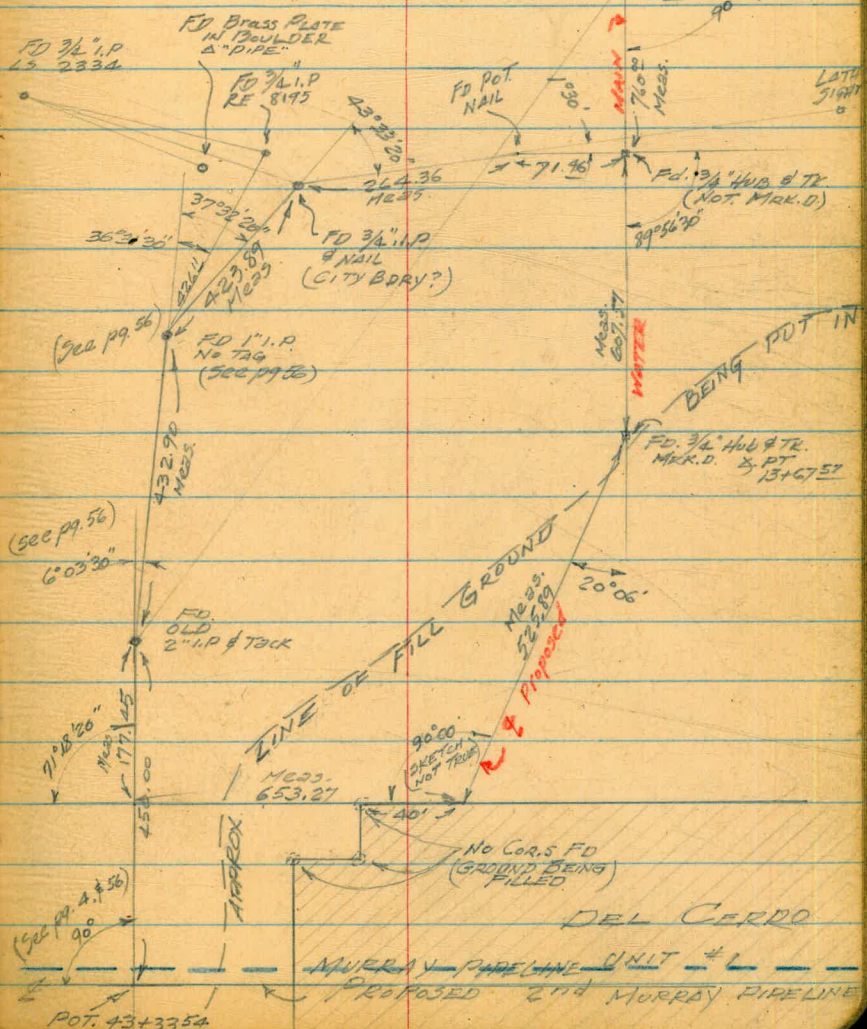 FD Brass PLATE
IN BOULDER
& "PIPE"
FD 3/4" I.P
LS 2334
FD 3/4" I.P
RE 8195
43°33'20"
FD POT.
NAIL
MAIN
760.00
Meas.
90°
LATH
SIGHT
264.36
Meas
71.96
Fd. 3/4" HUB & TK.
(NOT. MRK.D.)
37°32'20"
FD 3/4" I.P
& NAIL
(CITY BDRY?)
89°56'30"
423.89
Meas
(See pg. 56)
FD 1" I.P.
NO TAG
(See pg 56)
Meas.
607.57
WATER
BEING PUT IN
432.90
Meas.
FD. 3/4" Hub & TK.
MRK.D. & PT
13+67.57
(See pg. 56)
6°03'30"
FD.
OLD
2" I.P & Tack
LINE OF FILL GROUND
Meas.
525.89
20°06'
℄ Proposed
71°18'20"
Meas
177.45
90°00'
(SKETCH
NOT TRUE)
Meas.
653.27
40'
450.00
APPROX.
NO COR.S FD
(GROUND BEING
FILLED.
(See pg. 4. & 56)
90°
DEL CERRO
UNIT #1
MURRAY PIPELINE
℄
PROPOSED 2nd MURRAY PIPELINE
POT. 43+33.54